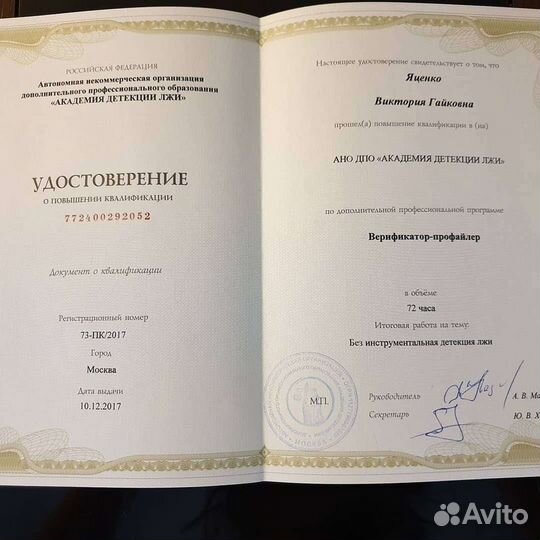 РОССИЙСКАЯ ФЕДЕРАЦИЯ
Автономная некоммерческая организация
дополнительного профессионального образования
«АКАДЕМИЯ ДЕТЕКЦИИ ЛЖИ»
УДОСТОВЕРЕНИЕ
О ПОВЫШЕНИИ КВАЛИФИКАЦИИ
772400292052
Документ о квалификации
Регистрационный номер
73-ПК/2017
Город
Москва
Дата выдачи
10.12.2017
Настоящее удостоверение свидетельствует о том, что
Яценко
Виктория Гайковна
прошел(а) повышение квалификации в (на)
АНО ДПО «АКАДЕМИЯ ДЕТЕКЦИИ ЛЖИ»
по дополнительной профессиональной программе
Верификатор-профайлер
в объёме
72 часа
Итоговая работа на тему:
Без инструментальная детекция лжи
М.П.
Руководитель
А. В. Ма
Секретарь
Ю. В. Х
Avito